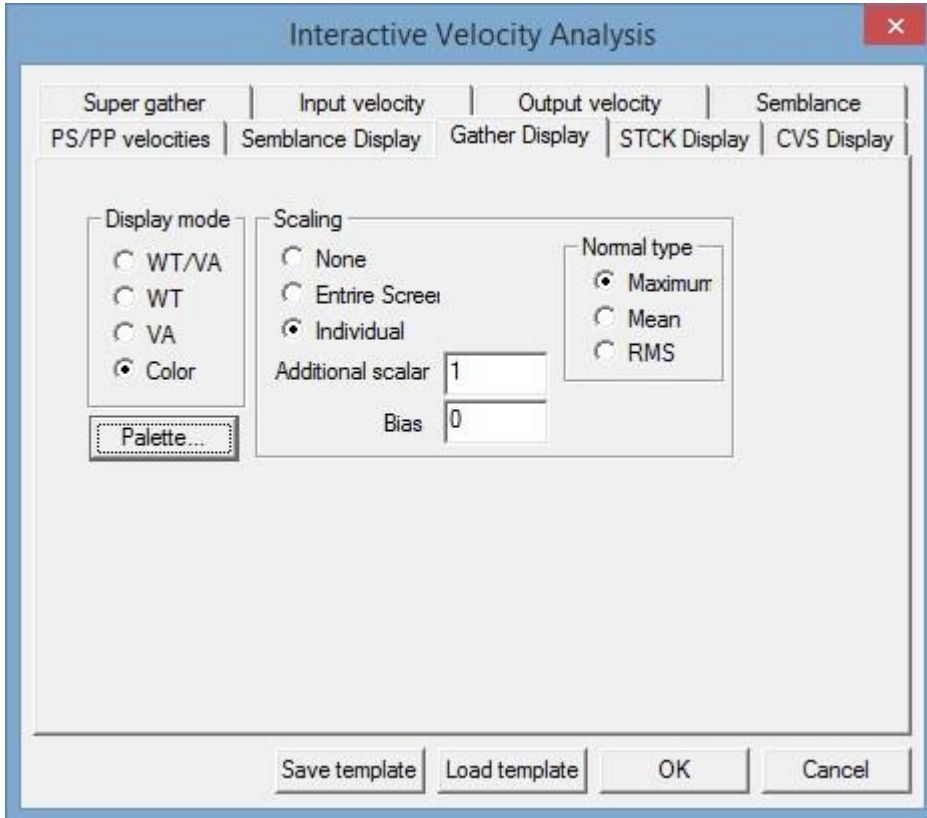 Interactive Velocity Analysis
Super gather Input velocity Output velocity Semblance
PS/PP velocities Semblance Display Gather Display STCK Display CVS Display
Display mode
WT/VA
WT
VA
Color
Palette...
Scaling
None
Entrire Screer
Individual
Additional scalar 1
Bias 0
Normal type
Maximum
Mean
RMS
Save template Load template OK Cancel